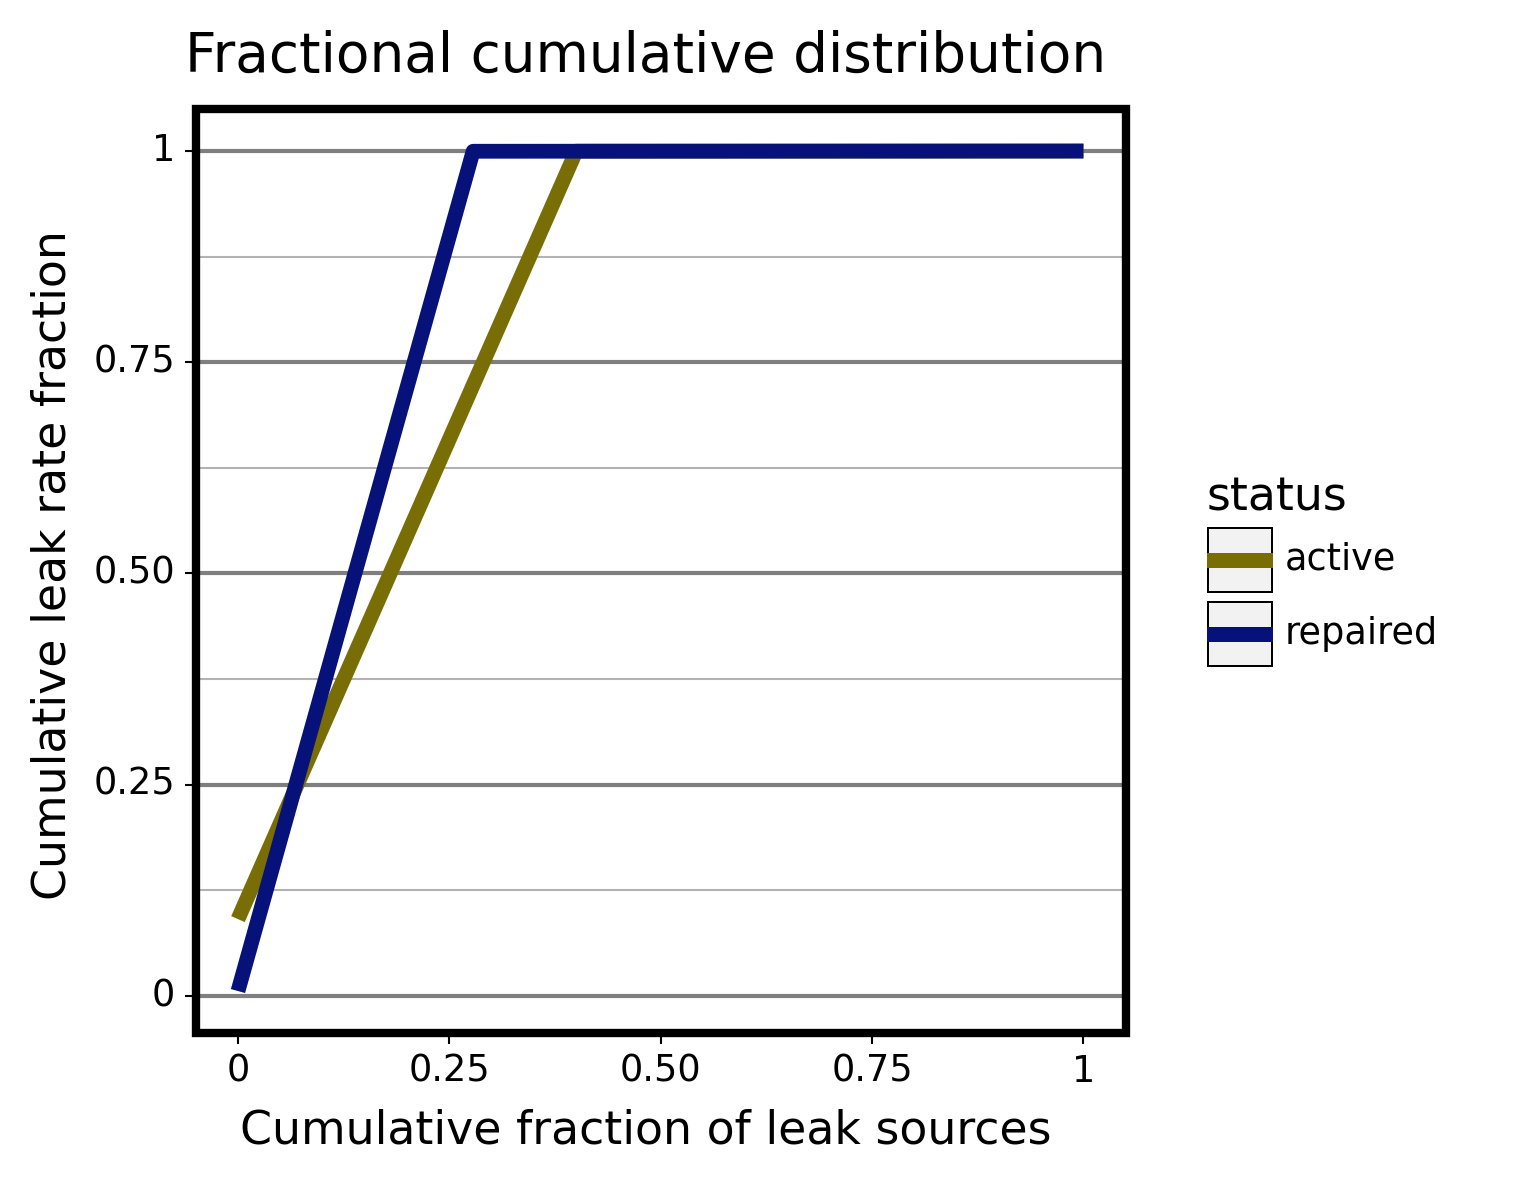 Fractional cumulative distribution
1
0.75
0.50
0.25
0
Cumulative leak rate fraction
0 0.25 0.50 0.75 1
Cumulative fraction of leak sources
status
active
repaired